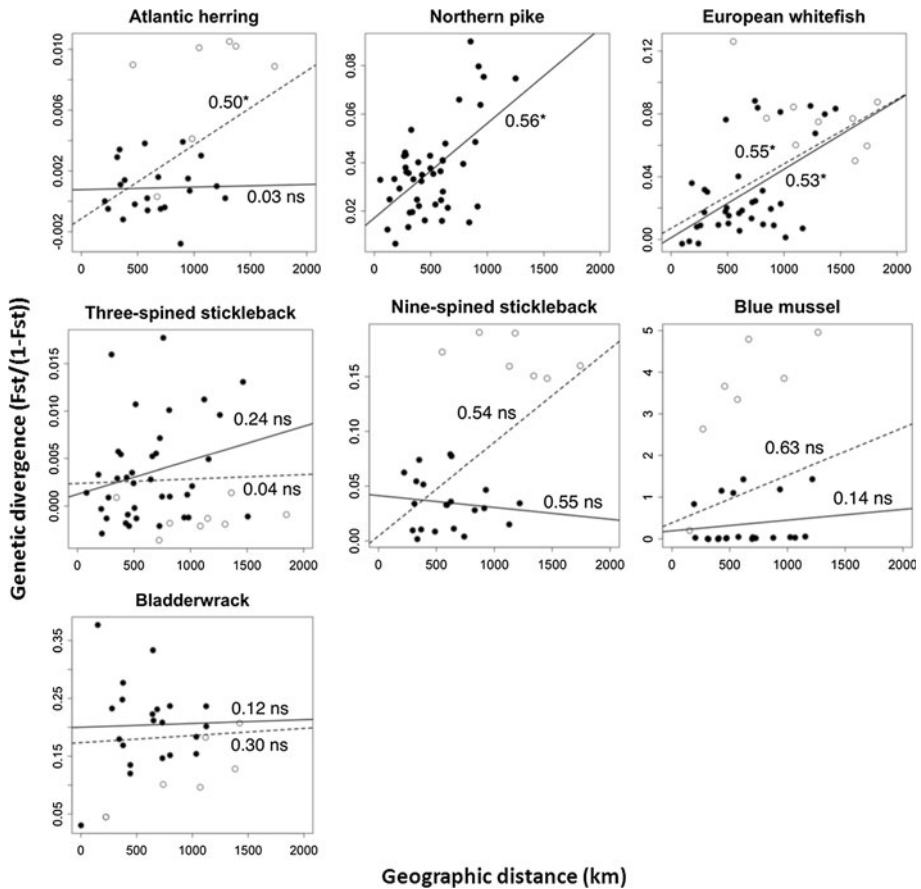 Atlantic herring
Northern pike
European whitefish
0.010
0.006
0.002
-0.002
0.50*
0.03 ns
0 500 1000 1500 2000
0.08
0.06
0.04
0.02
0.56*
0 500 1000 1500 2000
0.12
0.08
0.04
0.00
0.55*
0.53*
0 500 1000 1500 2000
Genetic divergence (Fst/(1-Fst))
Three-spined stickleback
Nine-spined stickleback
Blue mussel
0.015
0.010
0.005
0.000
0.24 ns
0.04 ns
0 500 1000 1500 2000
0.15
0.10
0.05
0.00
0.54 ns
0.55 ns
0 500 1000 1500 2000
5
4
3
2
1
0
0.63 ns
0.14 ns
0 500 1000 1500 2000
Bladderwrack
0.35
0.25
0.15
0.05
0.12 ns
0.30 ns
0 500 1000 1500 2000
Geographic distance (km)